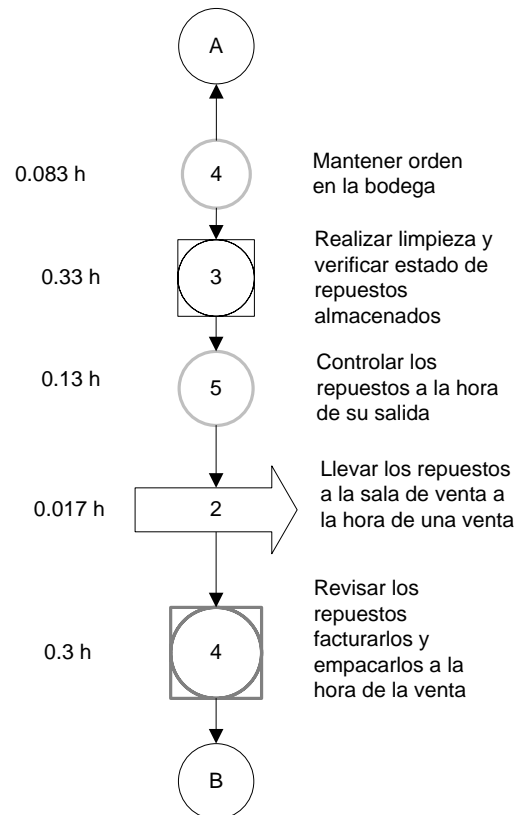 A
0.083 h
4
Mantener orden
en la bodega
0.33 h
3
Realizar limpieza y
verificar estado de
repuestos
almacenados
0.13 h
5
Controlar los
repuestos a la hora
de su salida
0.017 h
2
Llevar los repuestos
a la sala de venta a
la hora de una venta
0.3 h
4
Revisar los
repuestos
facturarlos y
empacarlos a la
hora de la venta
B